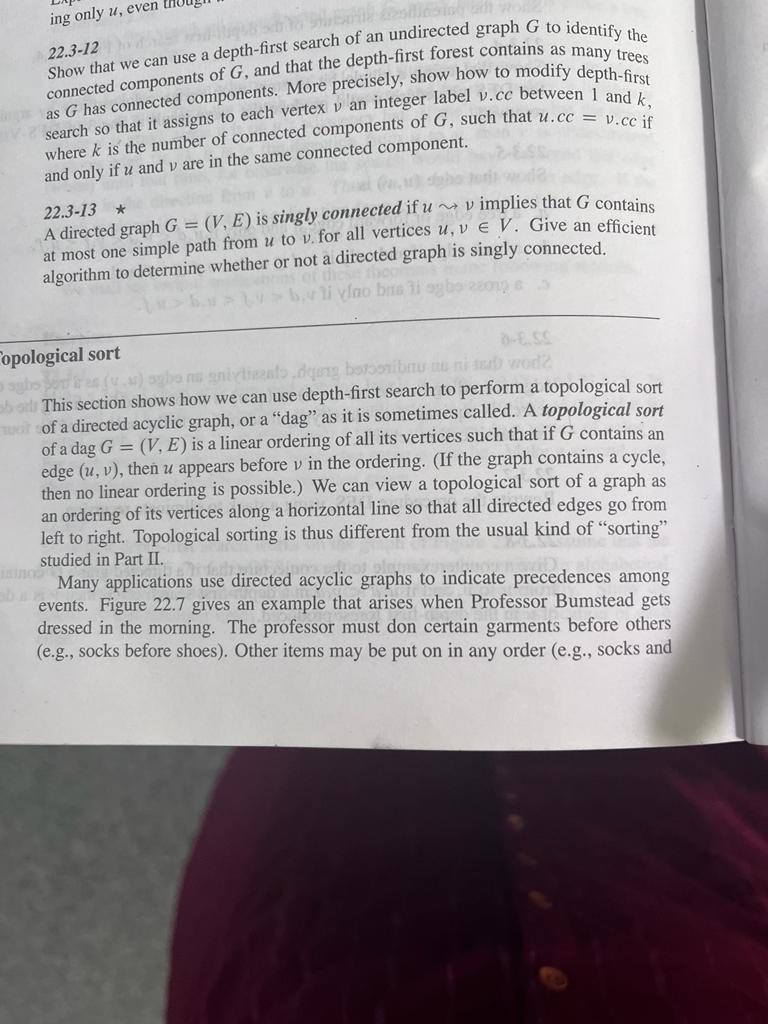 ing only u, even though
22.3-12
Show that we can use a depth-first search of an undirected graph G to identify the
connected components of G, and that the depth-first forest contains as many trees
as G has connected components. More precisely, show how to modify depth-first
search so that it assigns to each vertex v an integer label v.cc between 1 and k,
where k is the number of connected components of G, such that u.cc = v.cc if
and only if u and v are in the same connected component.
22.3-13 ★
A directed graph G = (V, E) is singly connected if u ⇝ v implies that G contains
at most one simple path from u to v for all vertices u, v ∈ V. Give an efficient
algorithm to determine whether or not a directed graph is singly connected.
Topological sort
This section shows how we can use depth-first search to perform a topological sort
of a directed acyclic graph, or a “dag” as it is sometimes called. A topological sort
of a dag G = (V, E) is a linear ordering of all its vertices such that if G contains an
edge (u, v), then u appears before v in the ordering. (If the graph contains a cycle,
then no linear ordering is possible.) We can view a topological sort of a graph as
an ordering of its vertices along a horizontal line so that all directed edges go from
left to right. Topological sorting is thus different from the usual kind of “sorting”
studied in Part II.
Many applications use directed acyclic graphs to indicate precedences among
events. Figure 22.7 gives an example that arises when Professor Bumstead gets
dressed in the morning. The professor must don certain garments before others
(e.g., socks before shoes). Other items may be put on in any order (e.g., socks and